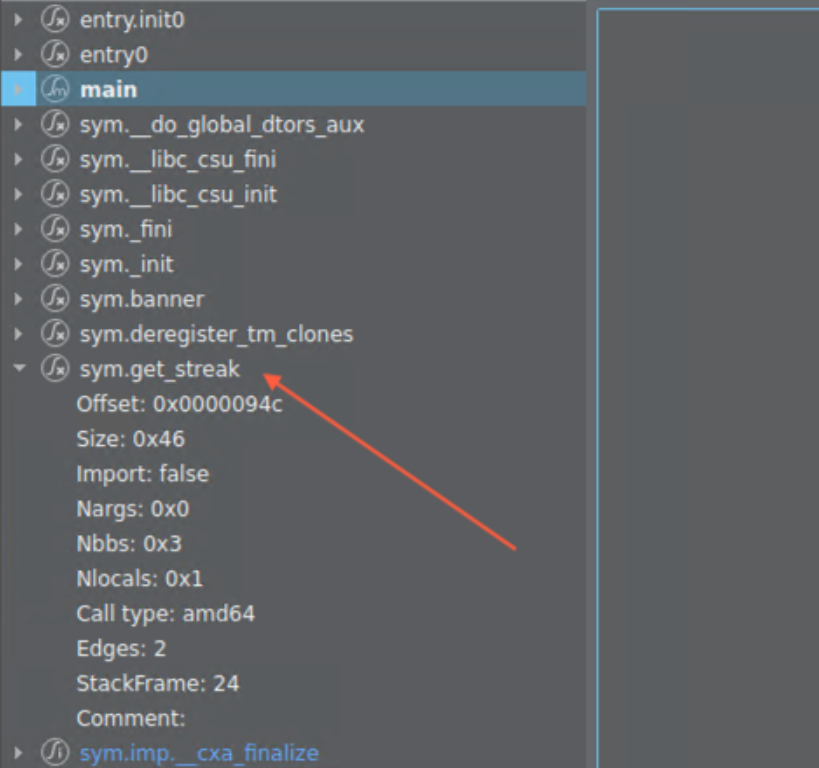 entry.init0
entry0
main
sym.__do_global_dtors_aux
sym.__libc_csu_fini
sym.__libc_csu_init
sym._fini
sym._init
sym.banner
sym.deregister_tm_clones
sym.get_streak
Offset: 0x0000094c
Size: 0x46
Import: false
Nargs: 0x0
Nbbs: 0x3
Nlocals: 0x1
Call type: amd64
Edges: 2
StackFrame: 24
Comment:
sym.imp.__cxa_finalize